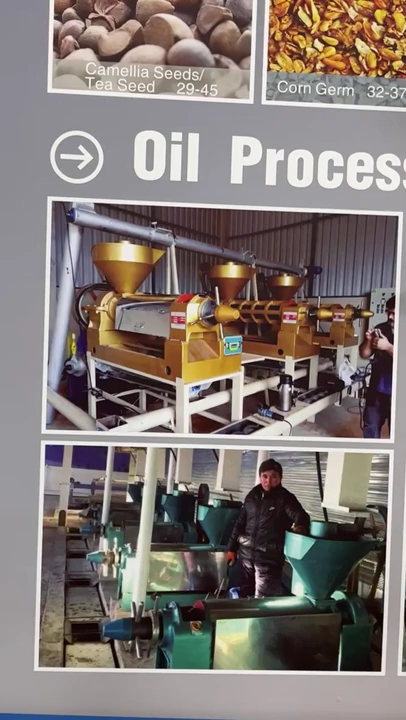 Camellia Seeds/
Tea Seed 29-45
Corn Germ 32-37
Oil Process